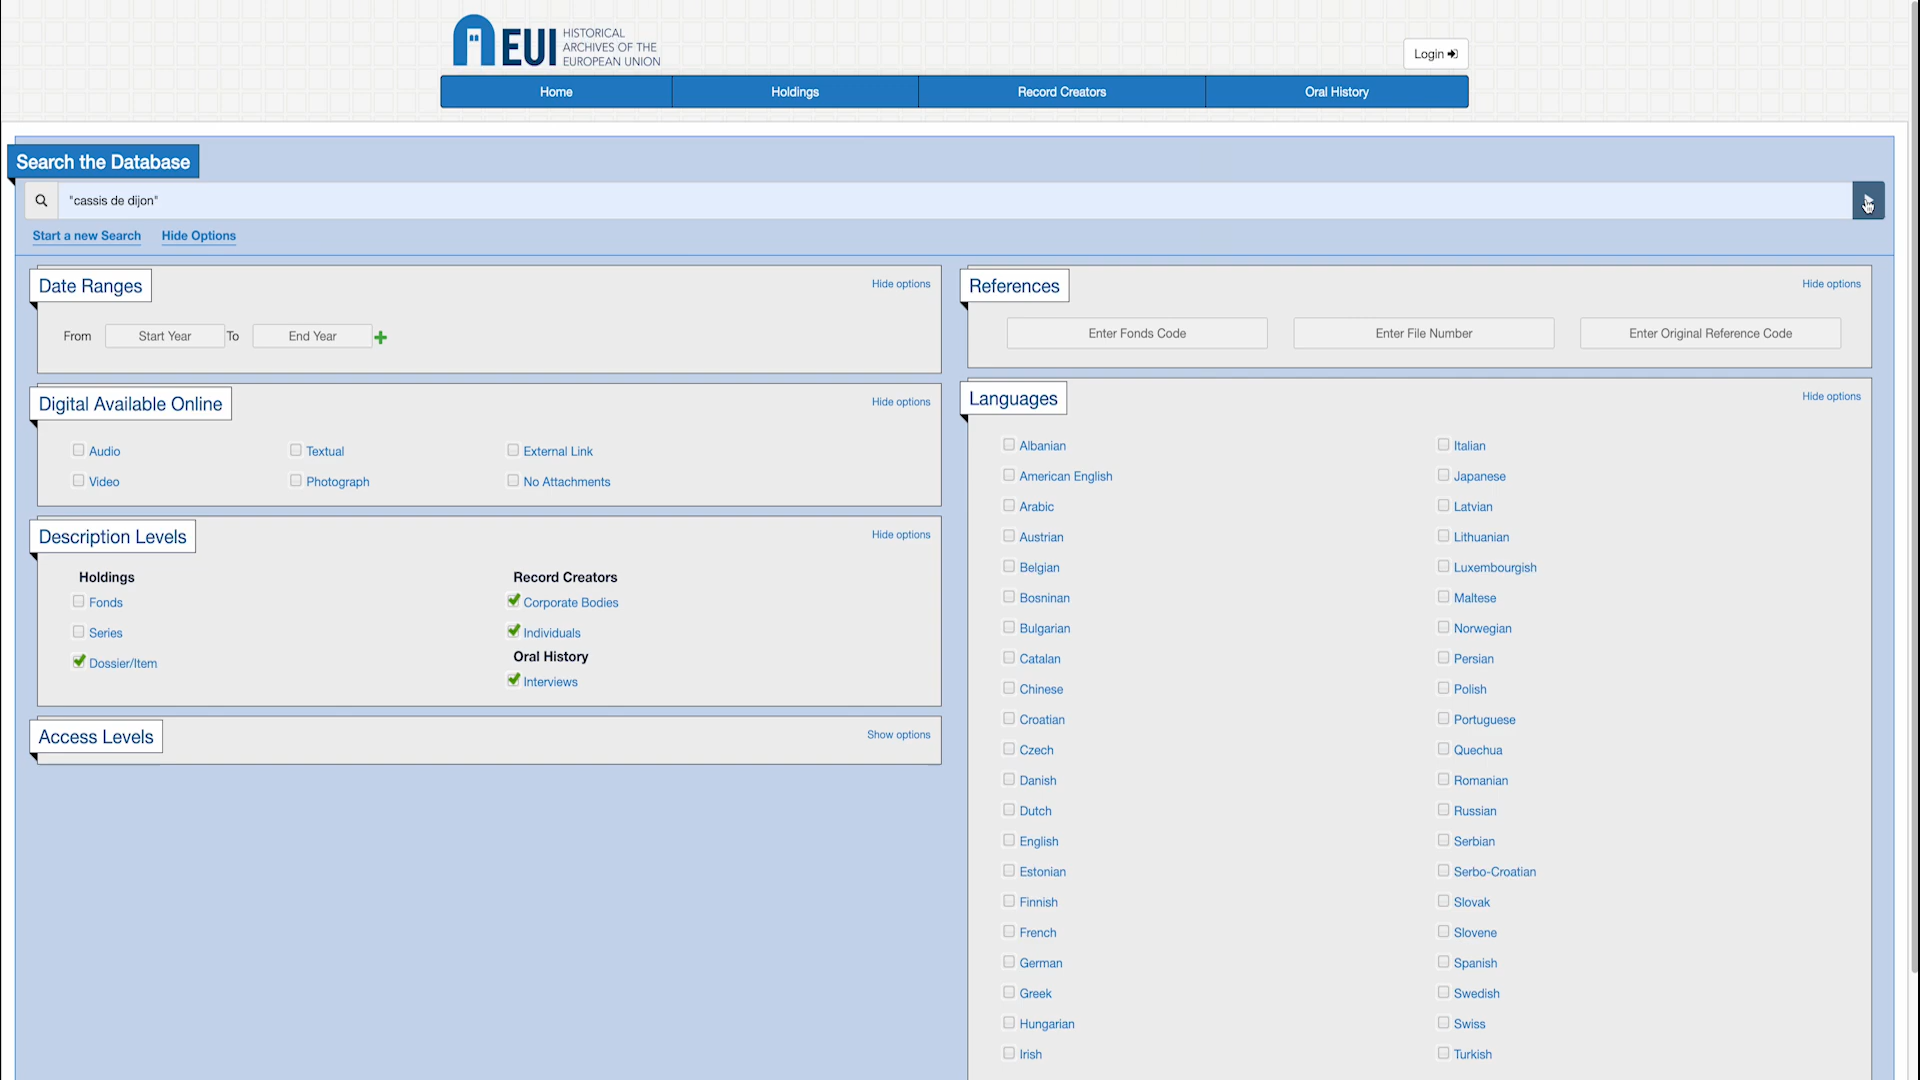 EUI
HISTORICAL
ARCHIVES OF THE
EUROPEAN UNION
Login
Home
Holdings
Record Creators
Oral History
Search the Database
"cassis de dijon"
Start a new Search
Hide Options
Date Ranges
Hide options
From
Start Year
To
End Year
Digital Available Online
Hide options
Audio
Textual
External Link
Video
Photograph
No Attachments
Description Levels
Hide options
Holdings
Fonds
Series
Dossier/Item
Record Creators
Corporate Bodies
Individuals
Oral History
Interviews
Access Levels
Show options
References
Hide options
Enter Fonds Code
Enter File Number
Enter Original Reference Code
Languages
Hide options
Albanian
American English
Arabic
Austrian
Belgian
Bosninan
Bulgarian
Catalan
Chinese
Croatian
Czech
Danish
Dutch
English
Estonian
Finnish
French
German
Greek
Hungarian
Irish
Italian
Japanese
Latvian
Lithuanian
Luxembourgish
Maltese
Norwegian
Persian
Polish
Portuguese
Quechua
Romanian
Russian
Serbian
Serbo-Croatian
Slovak
Slovene
Spanish
Swedish
Swiss
Turkish